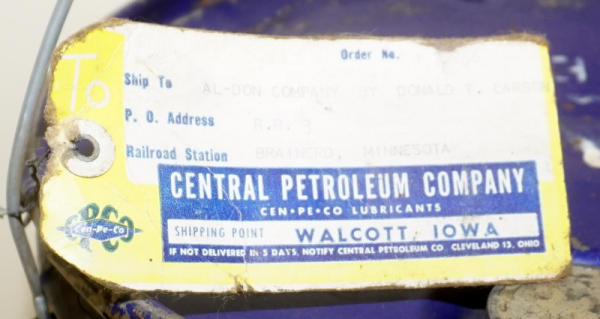 Order No.
To
Ship To AL-DON COMPANY BY DONALD T. CARSON
P. O. Address R.R. 3
Railroad Station BRAINERD, MINNESOTA
CENTRAL PETROLEUM COMPANY
CEN•PE•CO LUBRICANTS
SHIPPING POINT WALCOTT, IOWA
IF NOT DELIVERED IN 5 DAYS, NOTIFY CENTRAL PETROLEUM CO. CLEVELAND 13, OHIO
Cen-Pe-Co